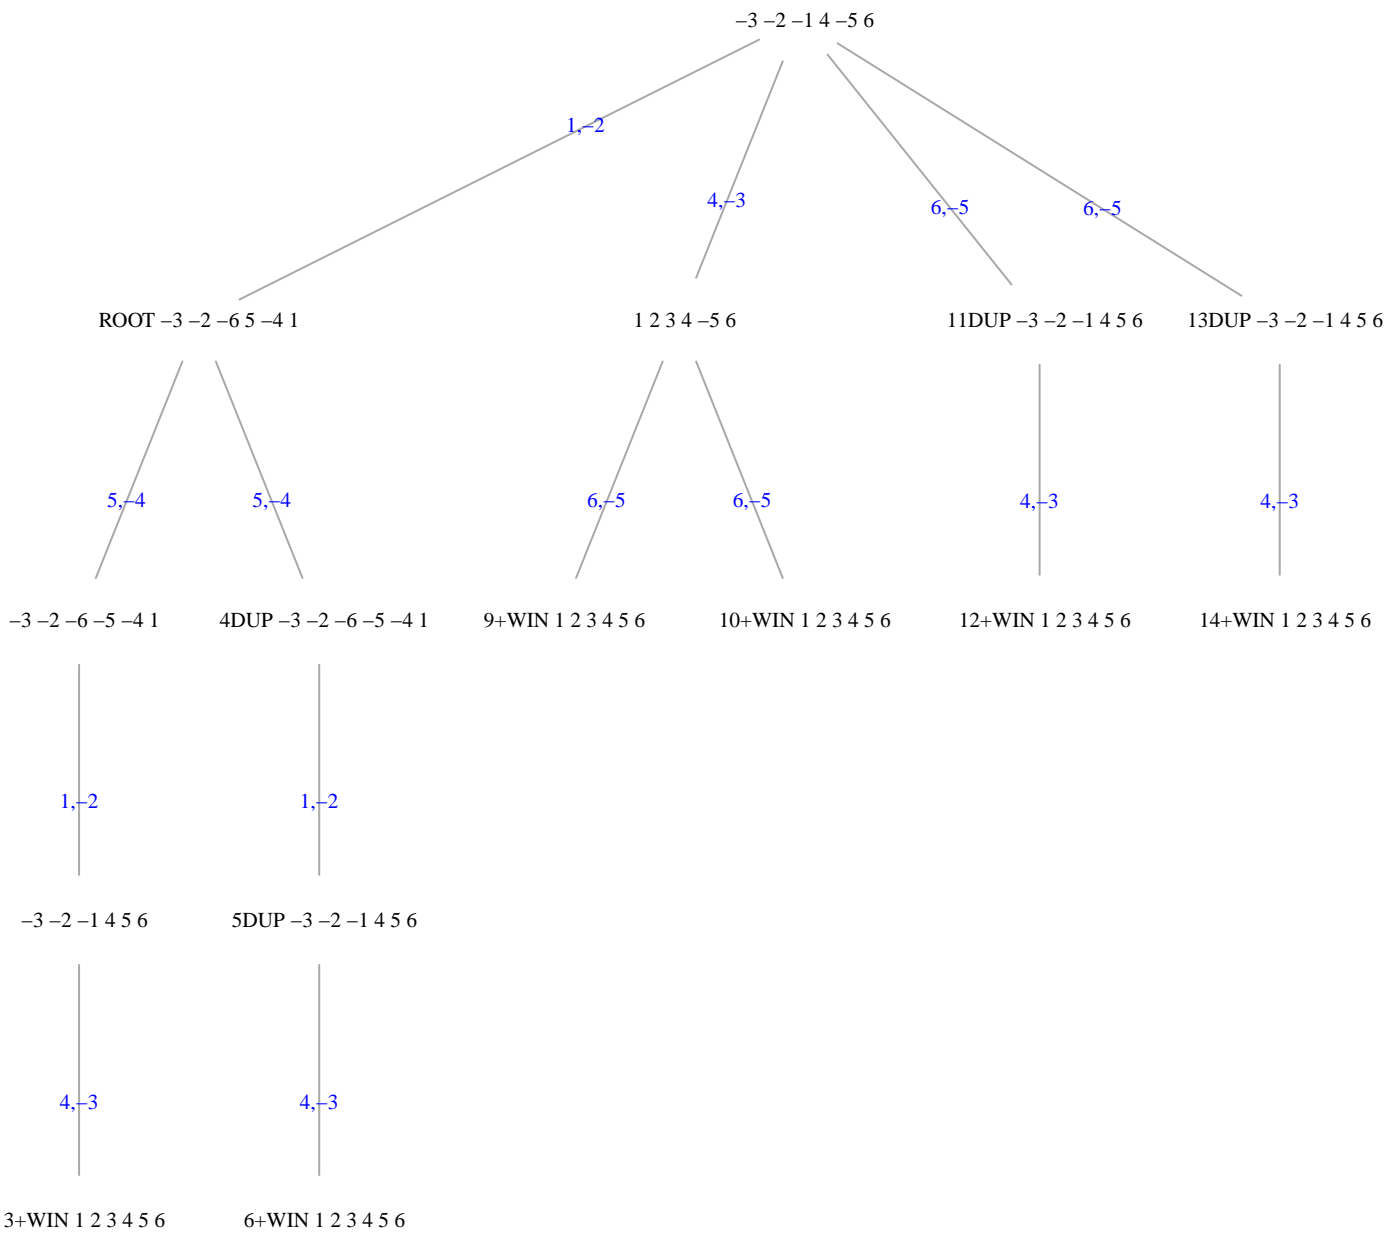 –3 –2 –1 4 –5 6
1,–2
4,–3
6,–5
6,–5
ROOT –3 –2 –6 5 –4 1
1 2 3 4 –5 6
11DUP –3 –2 –1 4 5 6
13DUP –3 –2 –1 4 5 6
5,–4
5,–4
6,–5
6,–5
4,–3
4,–3
–3 –2 –6 –5 –4 1
4DUP –3 –2 –6 –5 –4 1
9+WIN 1 2 3 4 5 6
10+WIN 1 2 3 4 5 6
12+WIN 1 2 3 4 5 6
14+WIN 1 2 3 4 5 6
1,–2
1,–2
–3 –2 –1 4 5 6
5DUP –3 –2 –1 4 5 6
4,–3
4,–3
3+WIN 1 2 3 4 5 6
6+WIN 1 2 3 4 5 6